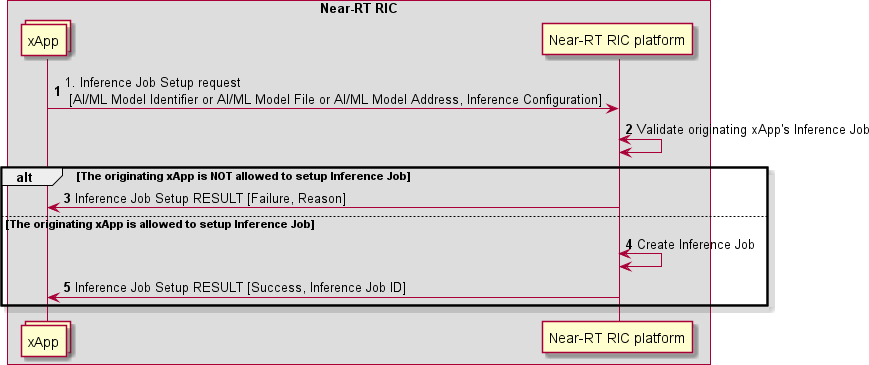 Near-RT RIC
xApp
Near-RT RIC platform
1 1. Inference Job Setup request
[AI/ML Model Identifier or AI/ML Model File or AI/ML Model Address, Inference Configuration]
2 Validate originating xApp's Inference Job
alt [The originating xApp is NOT allowed to setup Inference Job]
3 Inference Job Setup RESULT [Failure, Reason]
[The originating xApp is allowed to setup Inference Job]
4 Create Inference Job
5 Inference Job Setup RESULT [Success, Inference Job ID]
xApp
Near-RT RIC platform